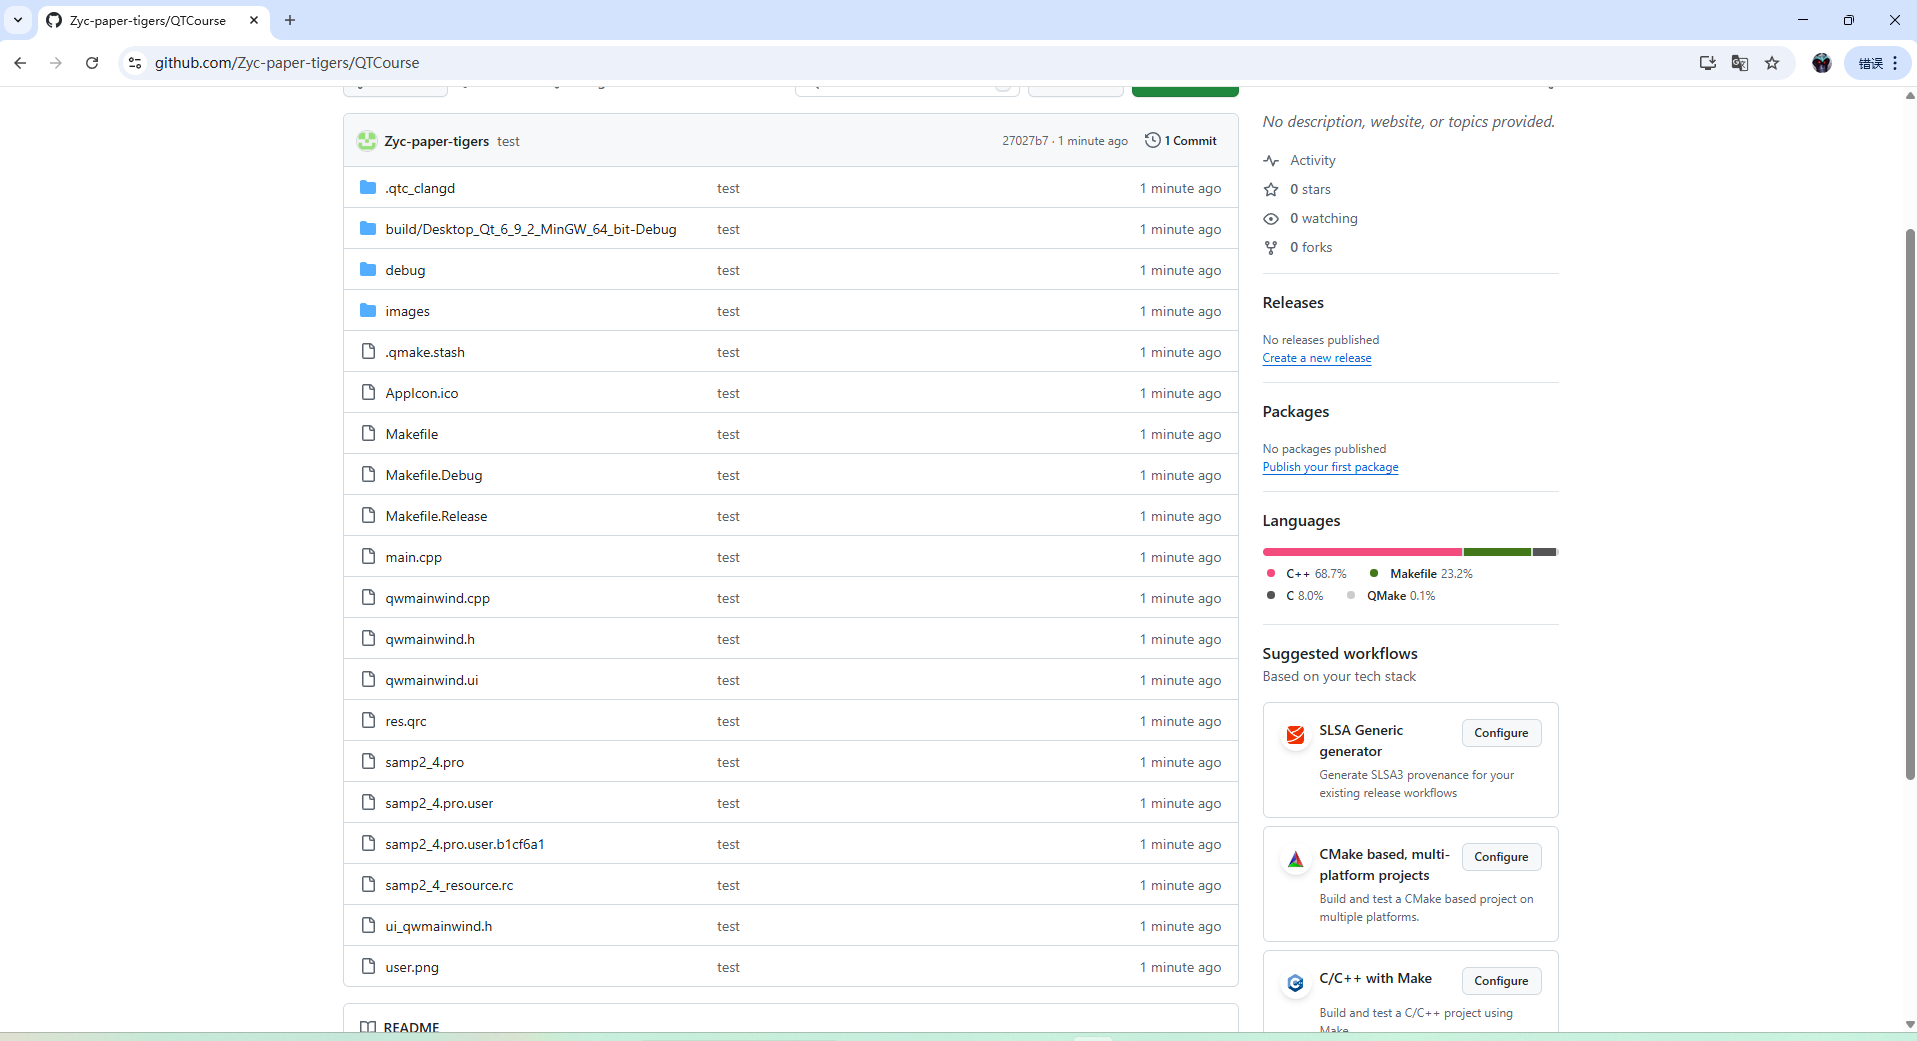 Zyc-paper-tigers/QTCourse
github.com/Zyc-paper-tigers/QTCourse
错误
Zyc-paper-tigers test 27027b7 · 1 minute ago 1 Commit
.qtc_clangd test 1 minute ago
build/Desktop_Qt_6_9_2_MinGW_64_bit-Debug test 1 minute ago
debug test 1 minute ago
images test 1 minute ago
.qmake.stash test 1 minute ago
AppIcon.ico test 1 minute ago
Makefile test 1 minute ago
Makefile.Debug test 1 minute ago
Makefile.Release test 1 minute ago
main.cpp test 1 minute ago
qwmainwind.cpp test 1 minute ago
qwmainwind.h test 1 minute ago
qwmainwind.ui test 1 minute ago
res.qrc test 1 minute ago
samp2_4.pro test 1 minute ago
samp2_4.pro.user test 1 minute ago
samp2_4.pro.user.b1cf6a1 test 1 minute ago
samp2_4_resource.rc test 1 minute ago
ui_qwmainwind.h test 1 minute ago
user.png test 1 minute ago
README
No description, website, or topics provided.
Activity
0 stars
0 watching
0 forks
Releases
No releases published
Create a new release
Packages
No packages published
Publish your first package
Languages
C++ 68.7% Makefile 23.2%
C 8.0% QMake 0.1%
Suggested workflows
Based on your tech stack
SLSA Generic
generator
Configure
Generate SLSA3 provenance for your
existing release workflows
CMake based, multi-
platform projects
Configure
Build and test a CMake based project on
multiple platforms.
C/C++ with Make
Configure
Build and test a C/C++ project using
Make.